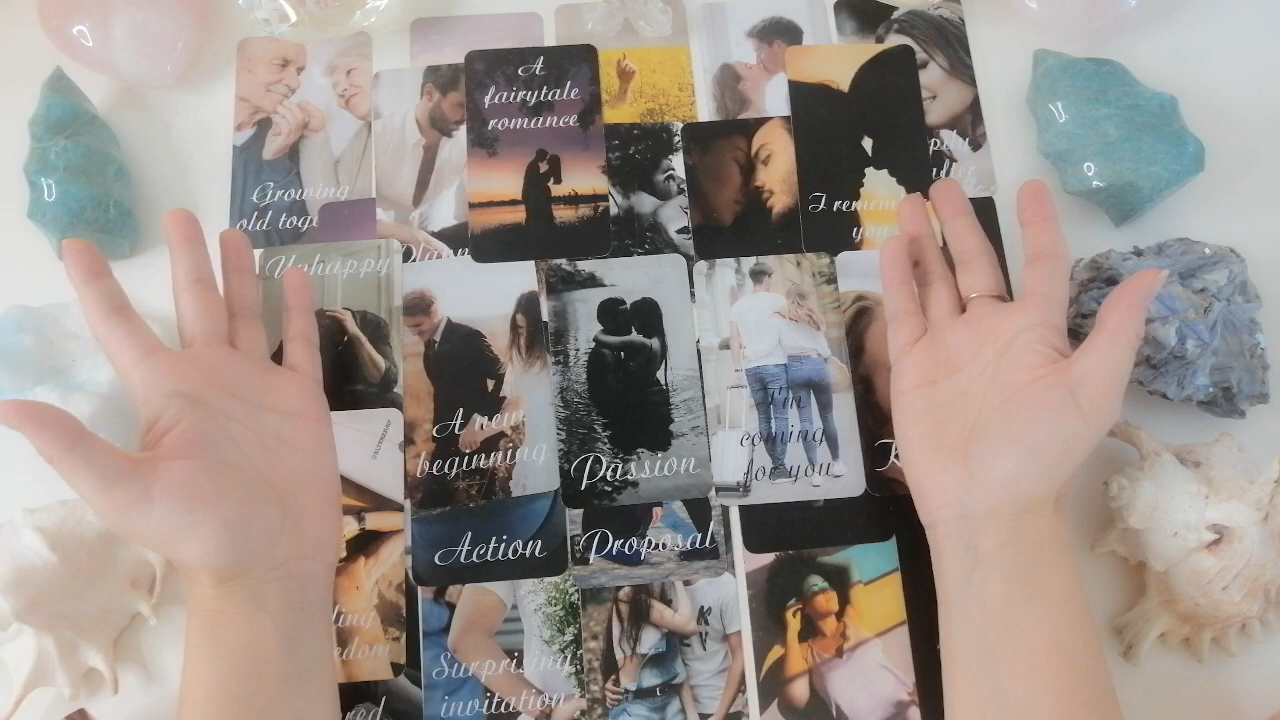 A
fairytale
romance
Growing
old toge
I remem
you
Unhappy
A new
beginning
Passion
I'm
coming
for you
Action
Proposal
Surprising
invitation